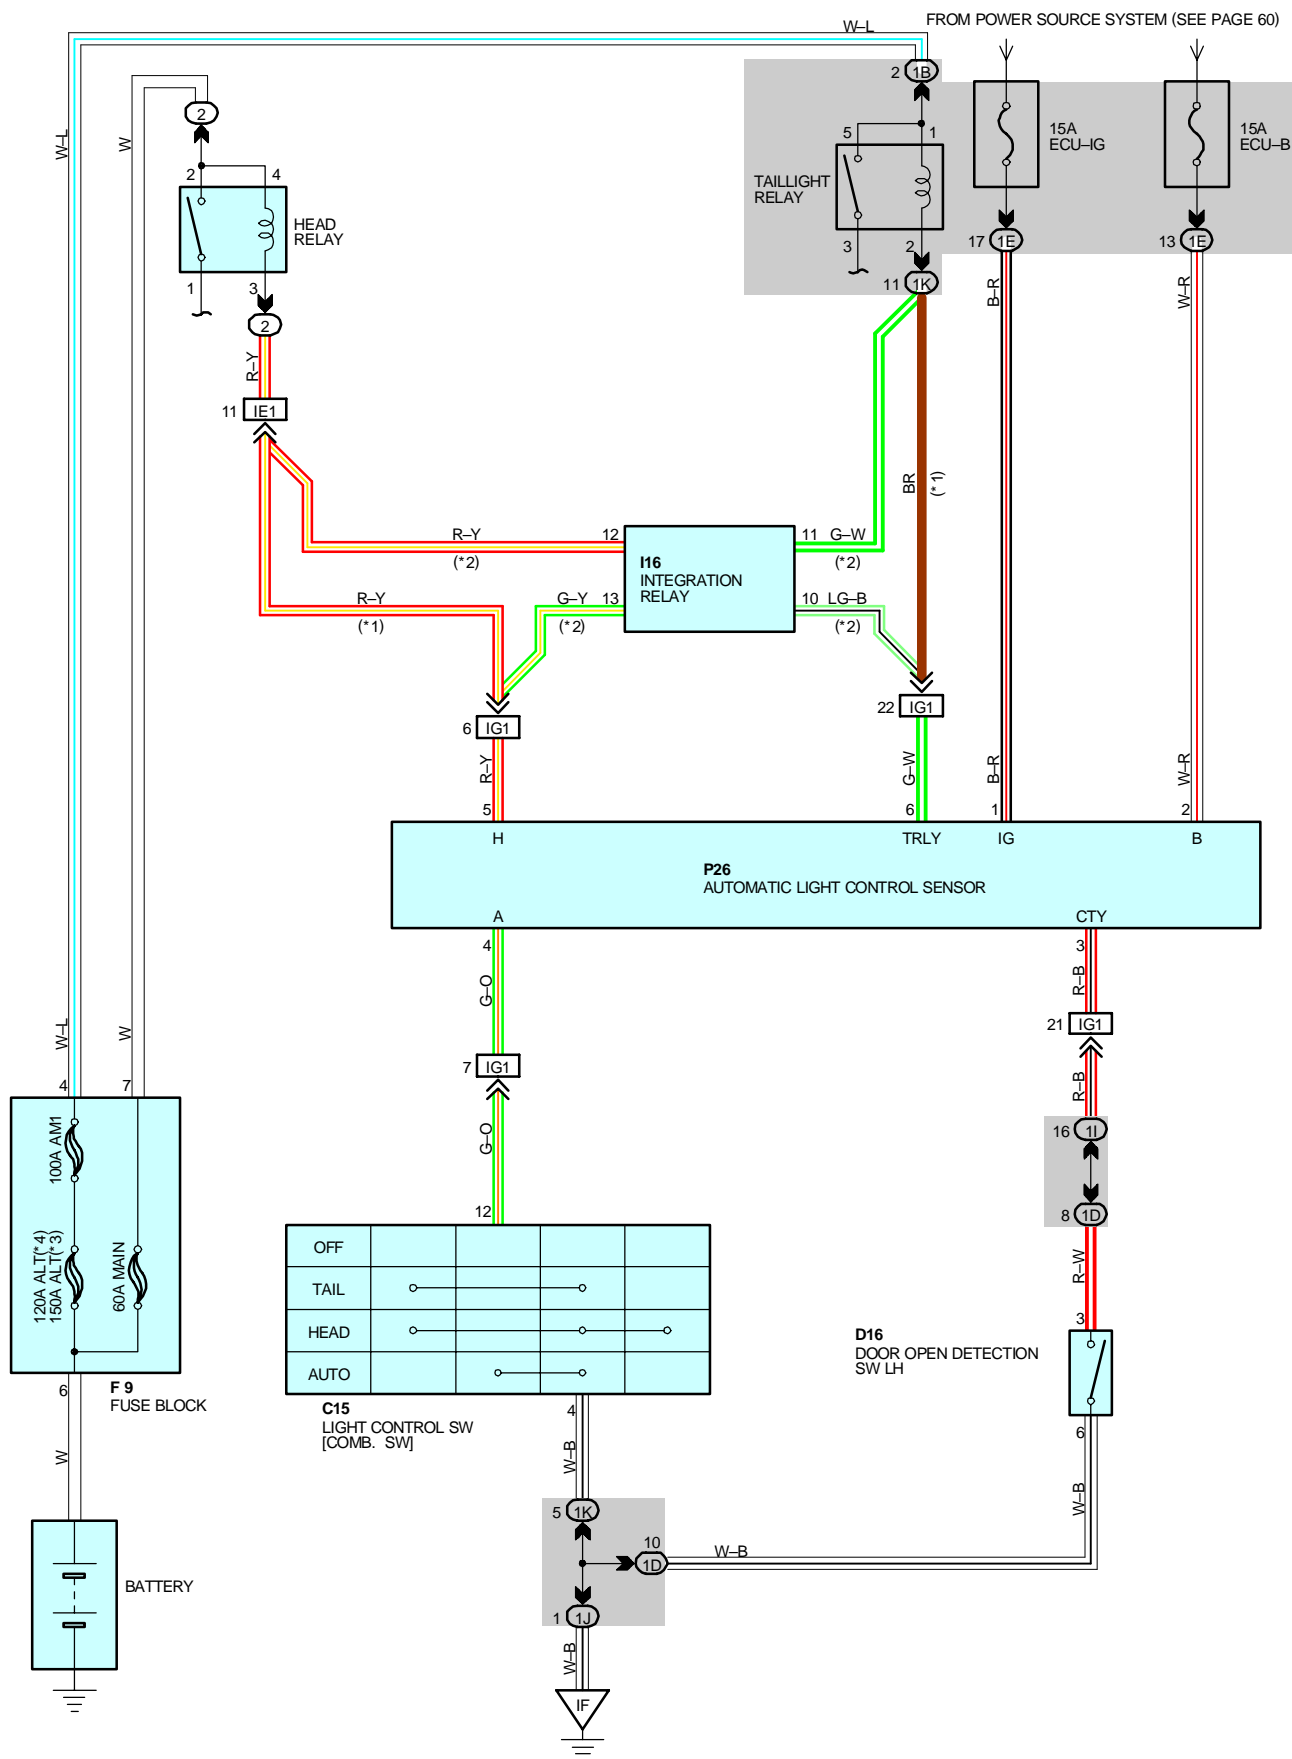 FROM POWER SOURCE SYSTEM (SEE PAGE 60)
W–L
2 1B
2
W–L
W
5 1
15A
ECU–IG
15A
ECU–B
TAILLIGHT
RELAY
2 4
HEAD
RELAY
3 2
17 1E
13 1E
11 1K
1 3
2
B–R
W–R
R–Y
11 IE1
BR
(*1)
R–Y
(*2)
12
11 G–W
(*2)
I16
INTEGRATION
RELAY
R–Y
(*1)
G–Y 13
(*2)
10 LG–B
(*2)
22 IG1
6 IG1
R–Y
G–W
B–R
W–R
5 6 1 2
H TRLY IG B
P26
AUTOMATIC LIGHT CONTROL SENSOR
A CTY
4 3
G–O
R–B
W–L
W
21 IG1
7 IG1
4 7
R–B
100A AM1
G–O
16 1I
12
8 1D
120A ALT(*4)
150A ALT(*3)
60A MAIN
OFF
TAIL
HEAD
AUTO
R–W
3
D16
DOOR OPEN DETECTION
SW LH
6
F 9
FUSE BLOCK
C15
LIGHT CONTROL SW
[COMB. SW]
4
6
W
W–B
W–B
5 1K
10
1D
W–B
BATTERY
1 1J
W–B
IF